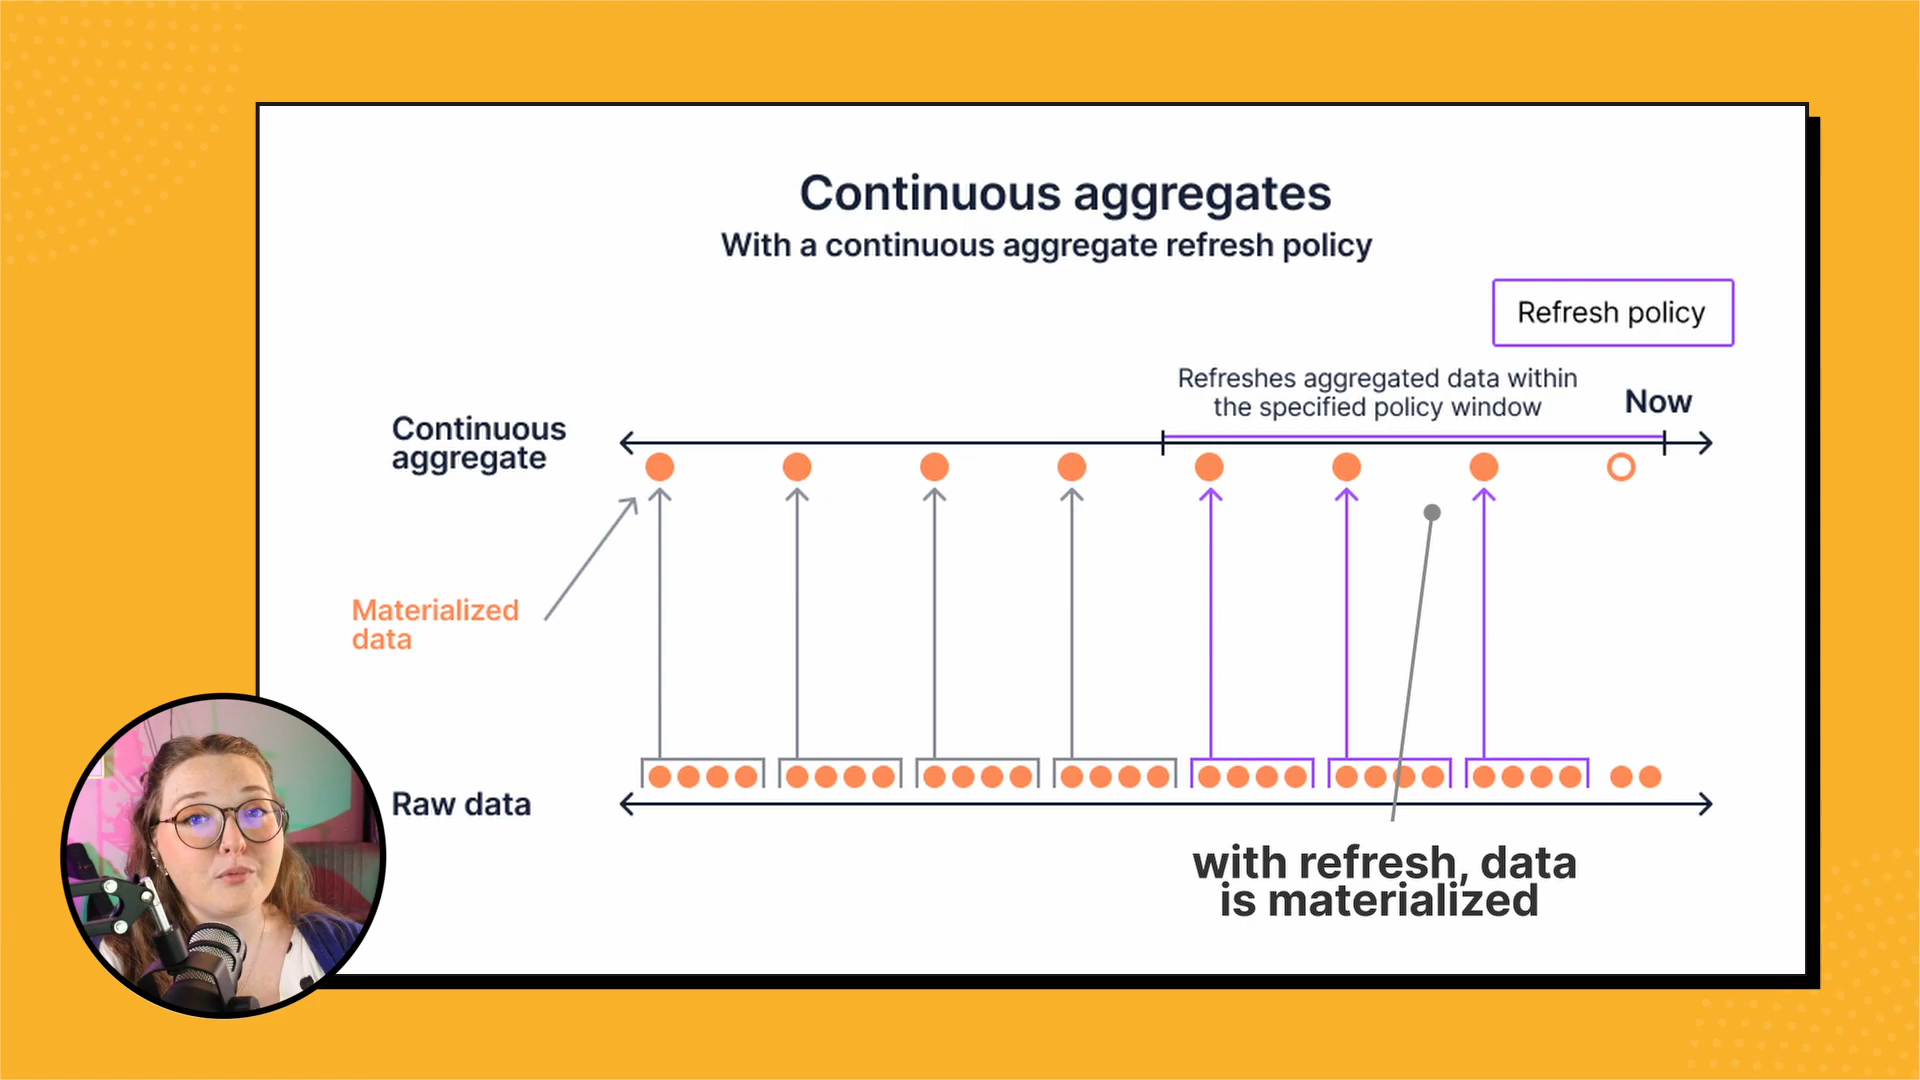 Continuous aggregates
With a continuous aggregate refresh policy
Refresh policy
Refreshes aggregated data within
the specified policy window
Now
Continuous
aggregate
Materialized
data
Raw data
with refresh, data
is materialized